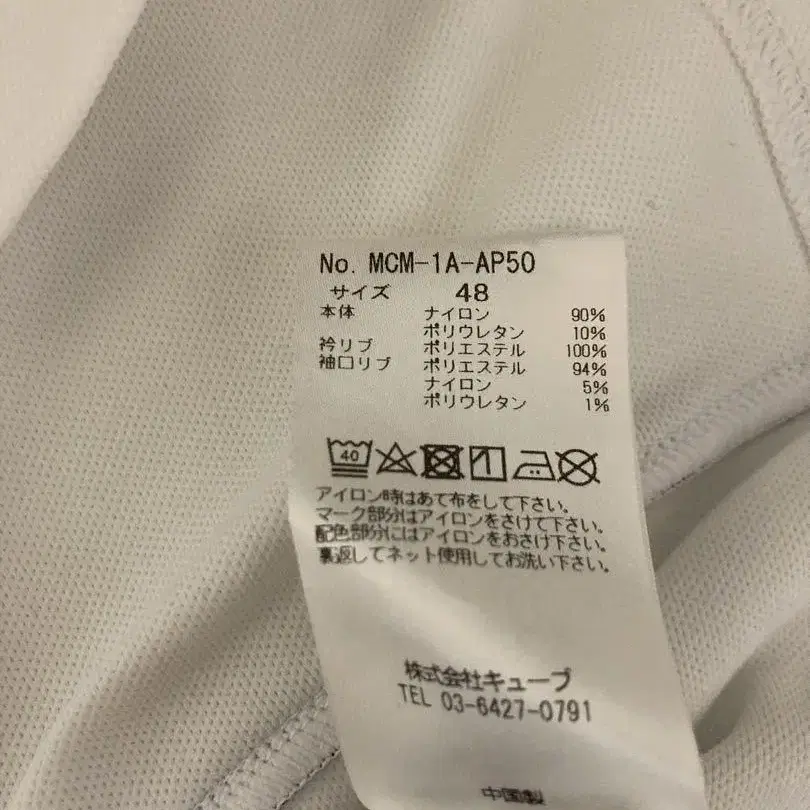 No. MCM-1A-AP50
サイズ 48
本体 ナイロン 90%
ポリウレタン 10%
衿リブ ポリエステル 100%
袖口リブ ポリエステル 94%
ナイロン 5%
ポリウレタン 1%
40
アイロン時はあて布をして下さい。
マーク部分はアイロンをさけて下さい。
配色部分にはアイロンをおさけ下さい。
裏返してネット使用してお洗い下さい。
株式会社キューブ
TEL 03-6427-0791
中国製